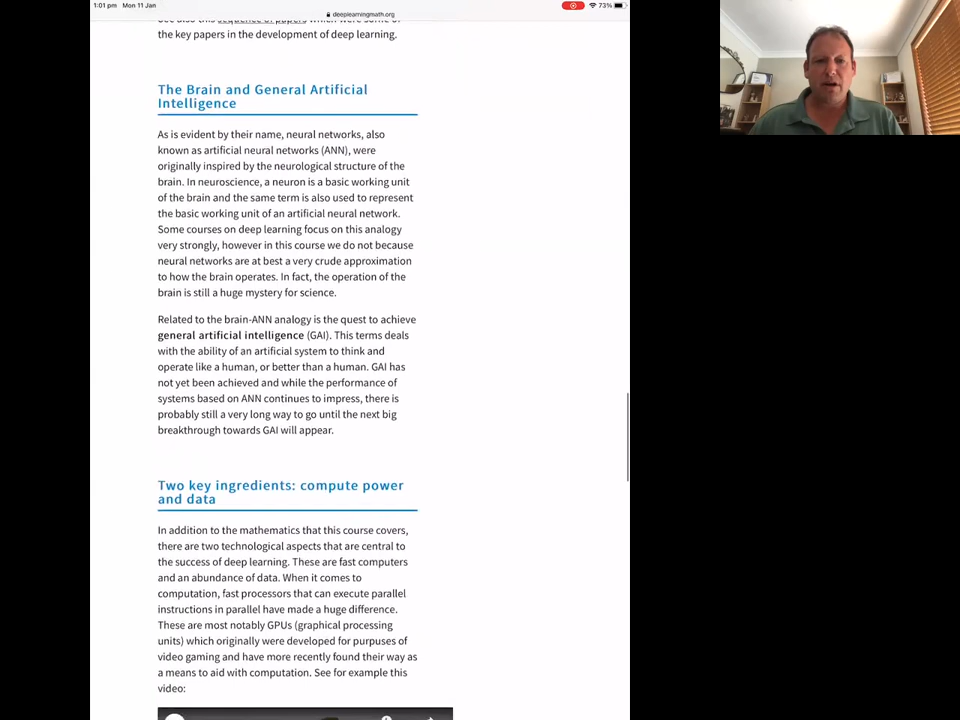 1:01 pm Mon 11 Jan
73%
deeplearningmath.org
See also this sequence of papers which were some of
the key papers in the development of deep learning.
The Brain and General Artificial
Intelligence
As is evident by their name, neural networks, also
known as artificial neural networks (ANN), were
originally inspired by the neurological structure of the
brain. In neuroscience, a neuron is a basic working unit
of the brain and the same term is also used to represent
the basic working unit of an artificial neural network.
Some courses on deep learning focus on this analogy
very strongly, however in this course we do not because
neural networks are at best a very crude approximation
to how the brain operates. In fact, the operation of the
brain is still a huge mystery for science.
Related to the brain-ANN analogy is the quest to achieve
general artificial intelligence (GAI). This terms deals
with the ability of an artificial system to think and
operate like a human, or better than a human. GAI has
not yet been achieved and while the performance of
systems based on ANN continues to impress, there is
probably still a very long way to go until the next big
breakthrough towards GAI will appear.
Two key ingredients: compute power
and data
In addition to the mathematics that this course covers,
there are two technological aspects that are central to
the success of deep learning. These are fast computers
and an abundance of data. When it comes to
computation, fast processors that can execute parallel
instructions in parallel have made a huge difference.
These are most notably GPUs (graphical processing
units) which originally were developed for purpuses of
video gaming and have more recently found their way as
a means to aid with computation. See for example this
video: